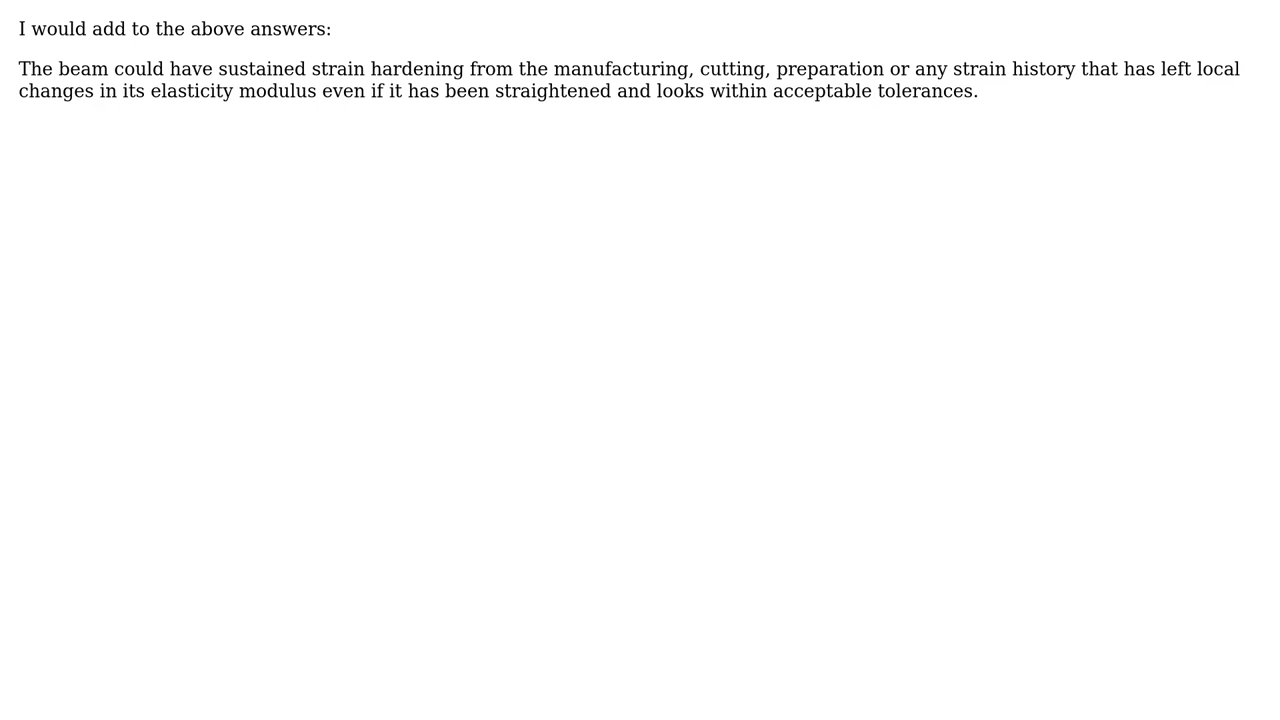 I would add to the above answers:
The beam could have sustained strain hardening from the manufacturing, cutting, preparation or any strain history that has left local
changes in its elasticity modulus even if it has been straightened and looks within acceptable tolerances.